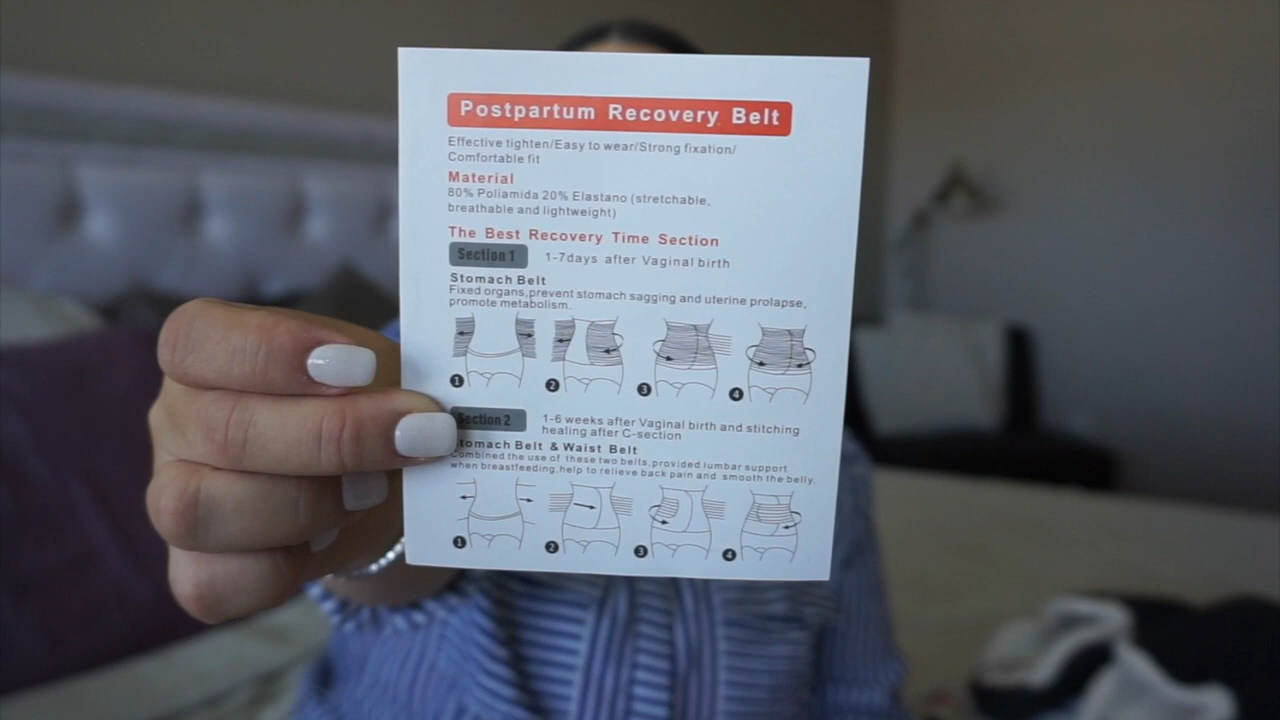 Postpartum Recovery Belt
Effective tighten/Easy to wear/Strong fixation/
Comfortable fit
Material
80% Poliamida 20% Elastano (stretchable,
breathable and lightweight)
The Best Recovery Time Section
Section 1 1-7days after Vaginal birth
Stomach Belt
Fixed organs,prevent stomach sagging and uterine prolapse,
promote metabolism.
1 2 3 4
Section 2 1-6 weeks after Vaginal birth and stitching
healing after C-section
Stomach Belt & Waist Belt
Combined the use of these two belts,provided lumbar support
when breastfeeding,help to relieve back pain and smooth the belly.
1 2 3 4